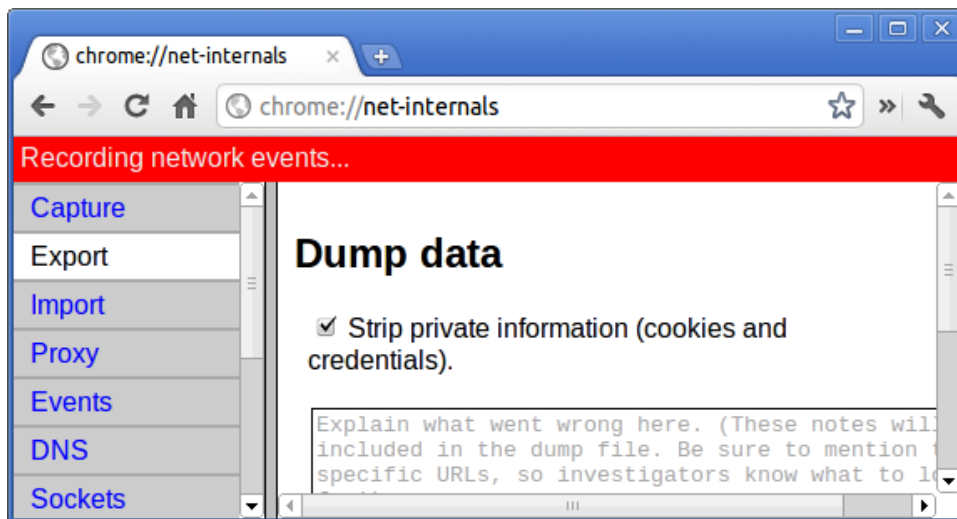 chrome://net-internals
chrome://net-internals
Recording network events...
Capture
Export
Import
Proxy
Events
DNS
Sockets
Dump data
Strip private information (cookies and
credentials).
Explain what went wrong here. (These notes will
included in the dump file. Be sure to mention
specific URLs, so investigators know what to